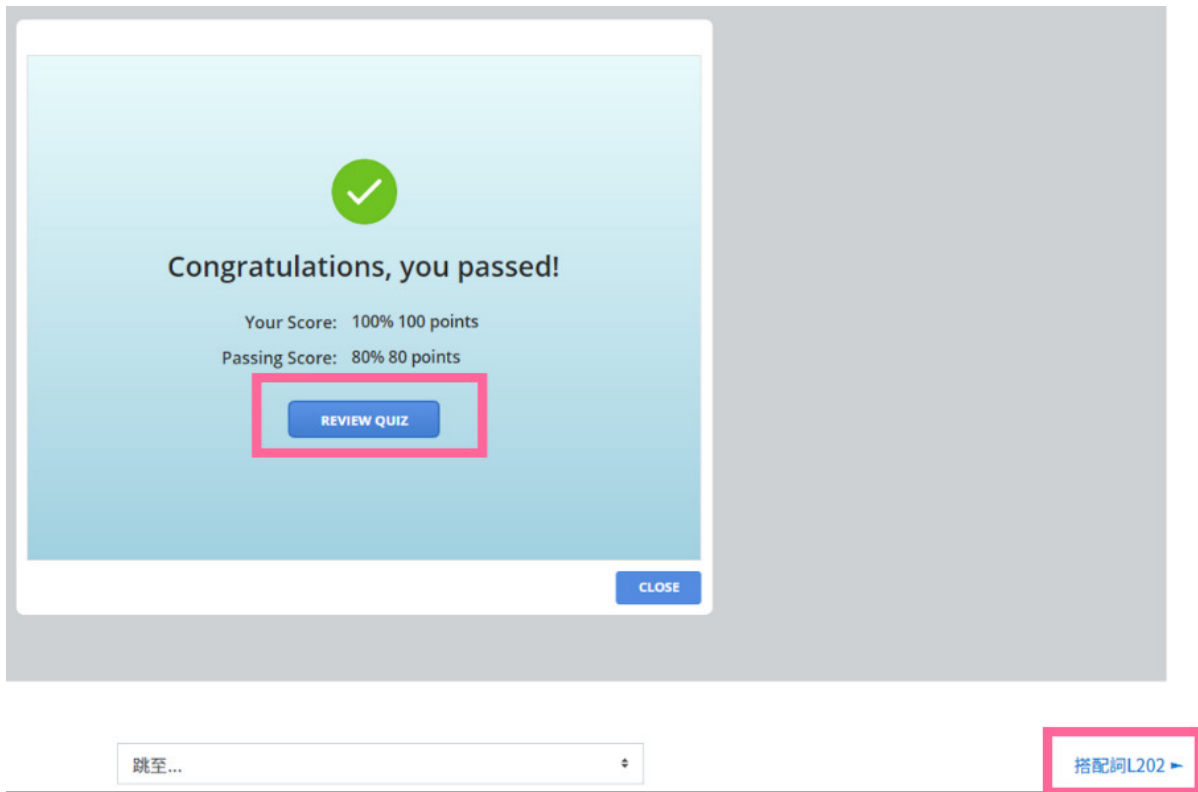 Congratulations, you passed!
Your Score: 100% 100 points
Passing Score: 80% 80 points
REVIEW QUIZ
CLOSE
跳至...
搭配詞L202 ►